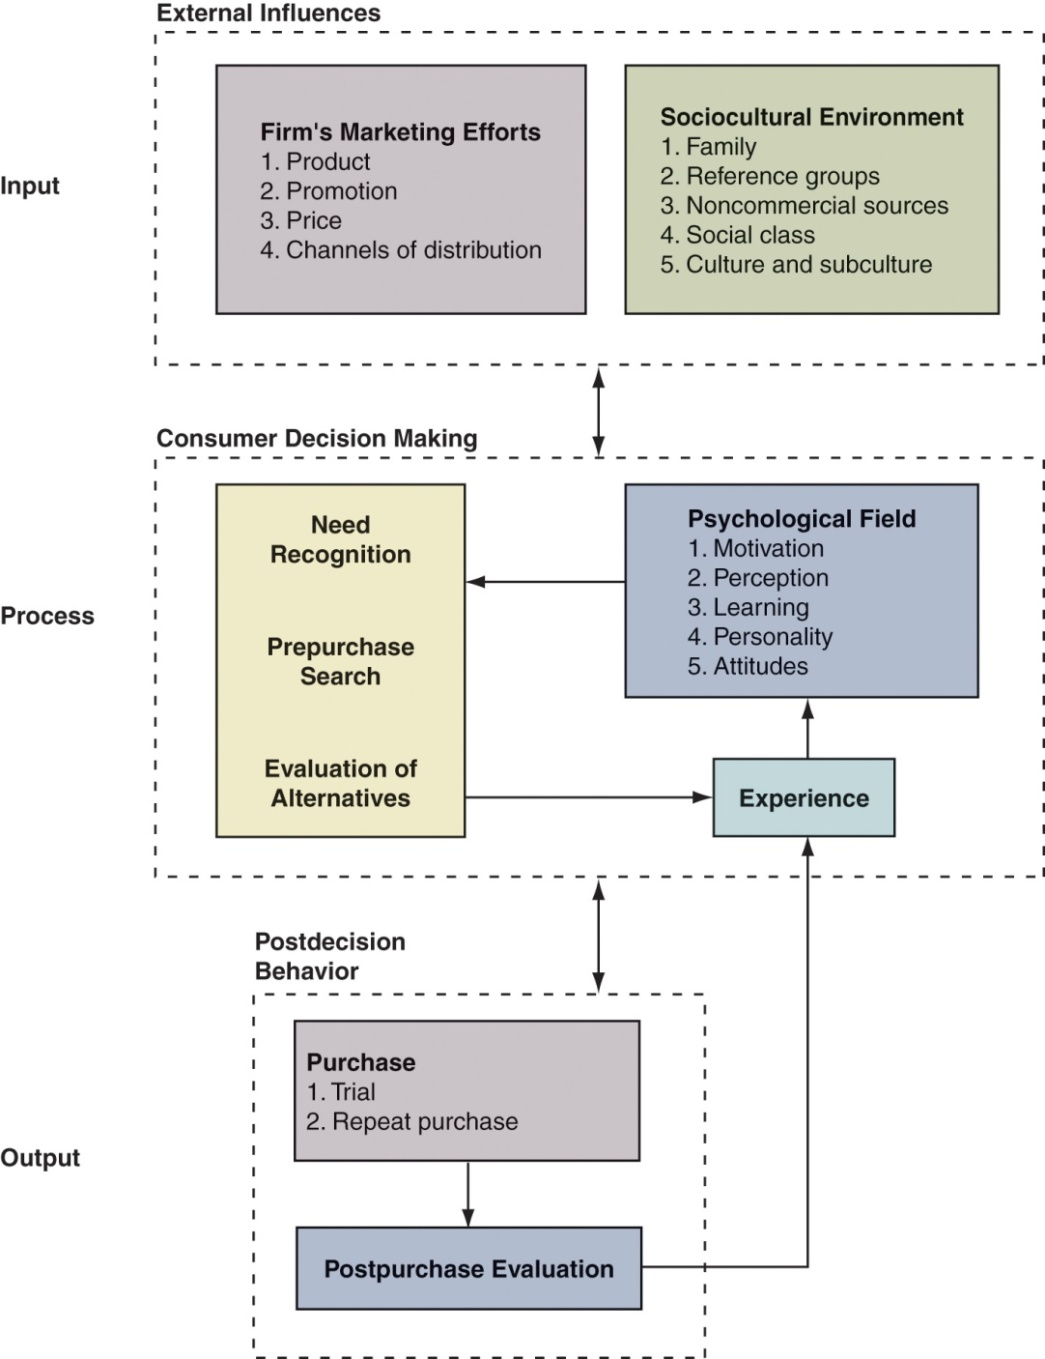 External Influences
Input
Firm's Marketing Efforts
1. Product
2. Promotion
3. Price
4. Channels of distribution
Sociocultural Environment
1. Family
2. Reference groups
3. Noncommercial sources
4. Social class
5. Culture and subculture
Consumer Decision Making
Process
Need
Recognition
Prepurchase
Search
Evaluation of
Alternatives
Psychological Field
1. Motivation
2. Perception
3. Learning
4. Personality
5. Attitudes
Experience
Postdecision
Behavior
Output
Purchase
1. Trial
2. Repeat purchase
Postpurchase Evaluation